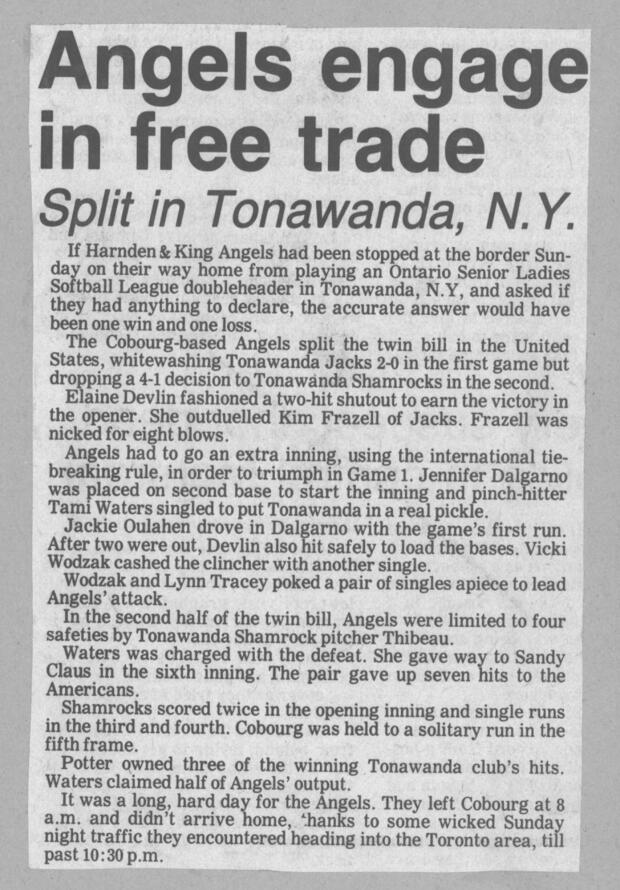 Angels engage
in free trade
Split in Tonawanda, N.Y.
If Harnden & King Angels had been stopped at the border Sun-
day on their way home from playing an Ontario Senior Ladies
Softball League doubleheader in Tonawanda, N.Y, and asked if
they had anything to declare, the accurate answer would have
been one win and one loss.
The Cobourg-based Angels split the twin bill in the United
States, whitewashing Tonawanda Jacks 2-0 in the first game but
dropping a 4-1 decision to Tonawanda Shamrocks in the second.
Elaine Devlin fashioned a two-hit shutout to earn the victory in
the opener. She outduelled Kim Frazell of Jacks. Frazell was
nicked for eight blows.
Angels had to go an extra inning, using the international tie-
breaking rule, in order to triumph in Game 1. Jennifer Dalgarno
was placed on second base to start the inning and pinch-hitter
Tami Waters singled to put Tonawanda in a real pickle.
Jackie Oulahen drove in Dalgarno with the game's first run.
After two were out, Devlin also hit safely to load the bases. Vicki
Wodzak cashed the clincher with another single.
Wodzak and Lynn Tracey poked a pair of singles apiece to lead
Angels' attack.
In the second half of the twin bill, Angels were limited to four
safeties by Tonawanda Shamrock pitcher Thibeau.
Waters was charged with the defeat. She gave way to Sandy
Claus in the sixth inning. The pair gave up seven hits to the
Americans.
Shamrocks scored twice in the opening inning and single runs
in the third and fourth. Cobourg was held to a solitary run in the
fifth frame.
Potter owned three of the winning Tonawanda club's hits.
Waters claimed half of Angels' output.
It was a long, hard day for the Angels. They left Cobourg at 8
a.m. and didn't arrive home, 'hanks to some wicked Sunday
night traffic they encountered heading into the Toronto area, till
past 10:30 p.m.